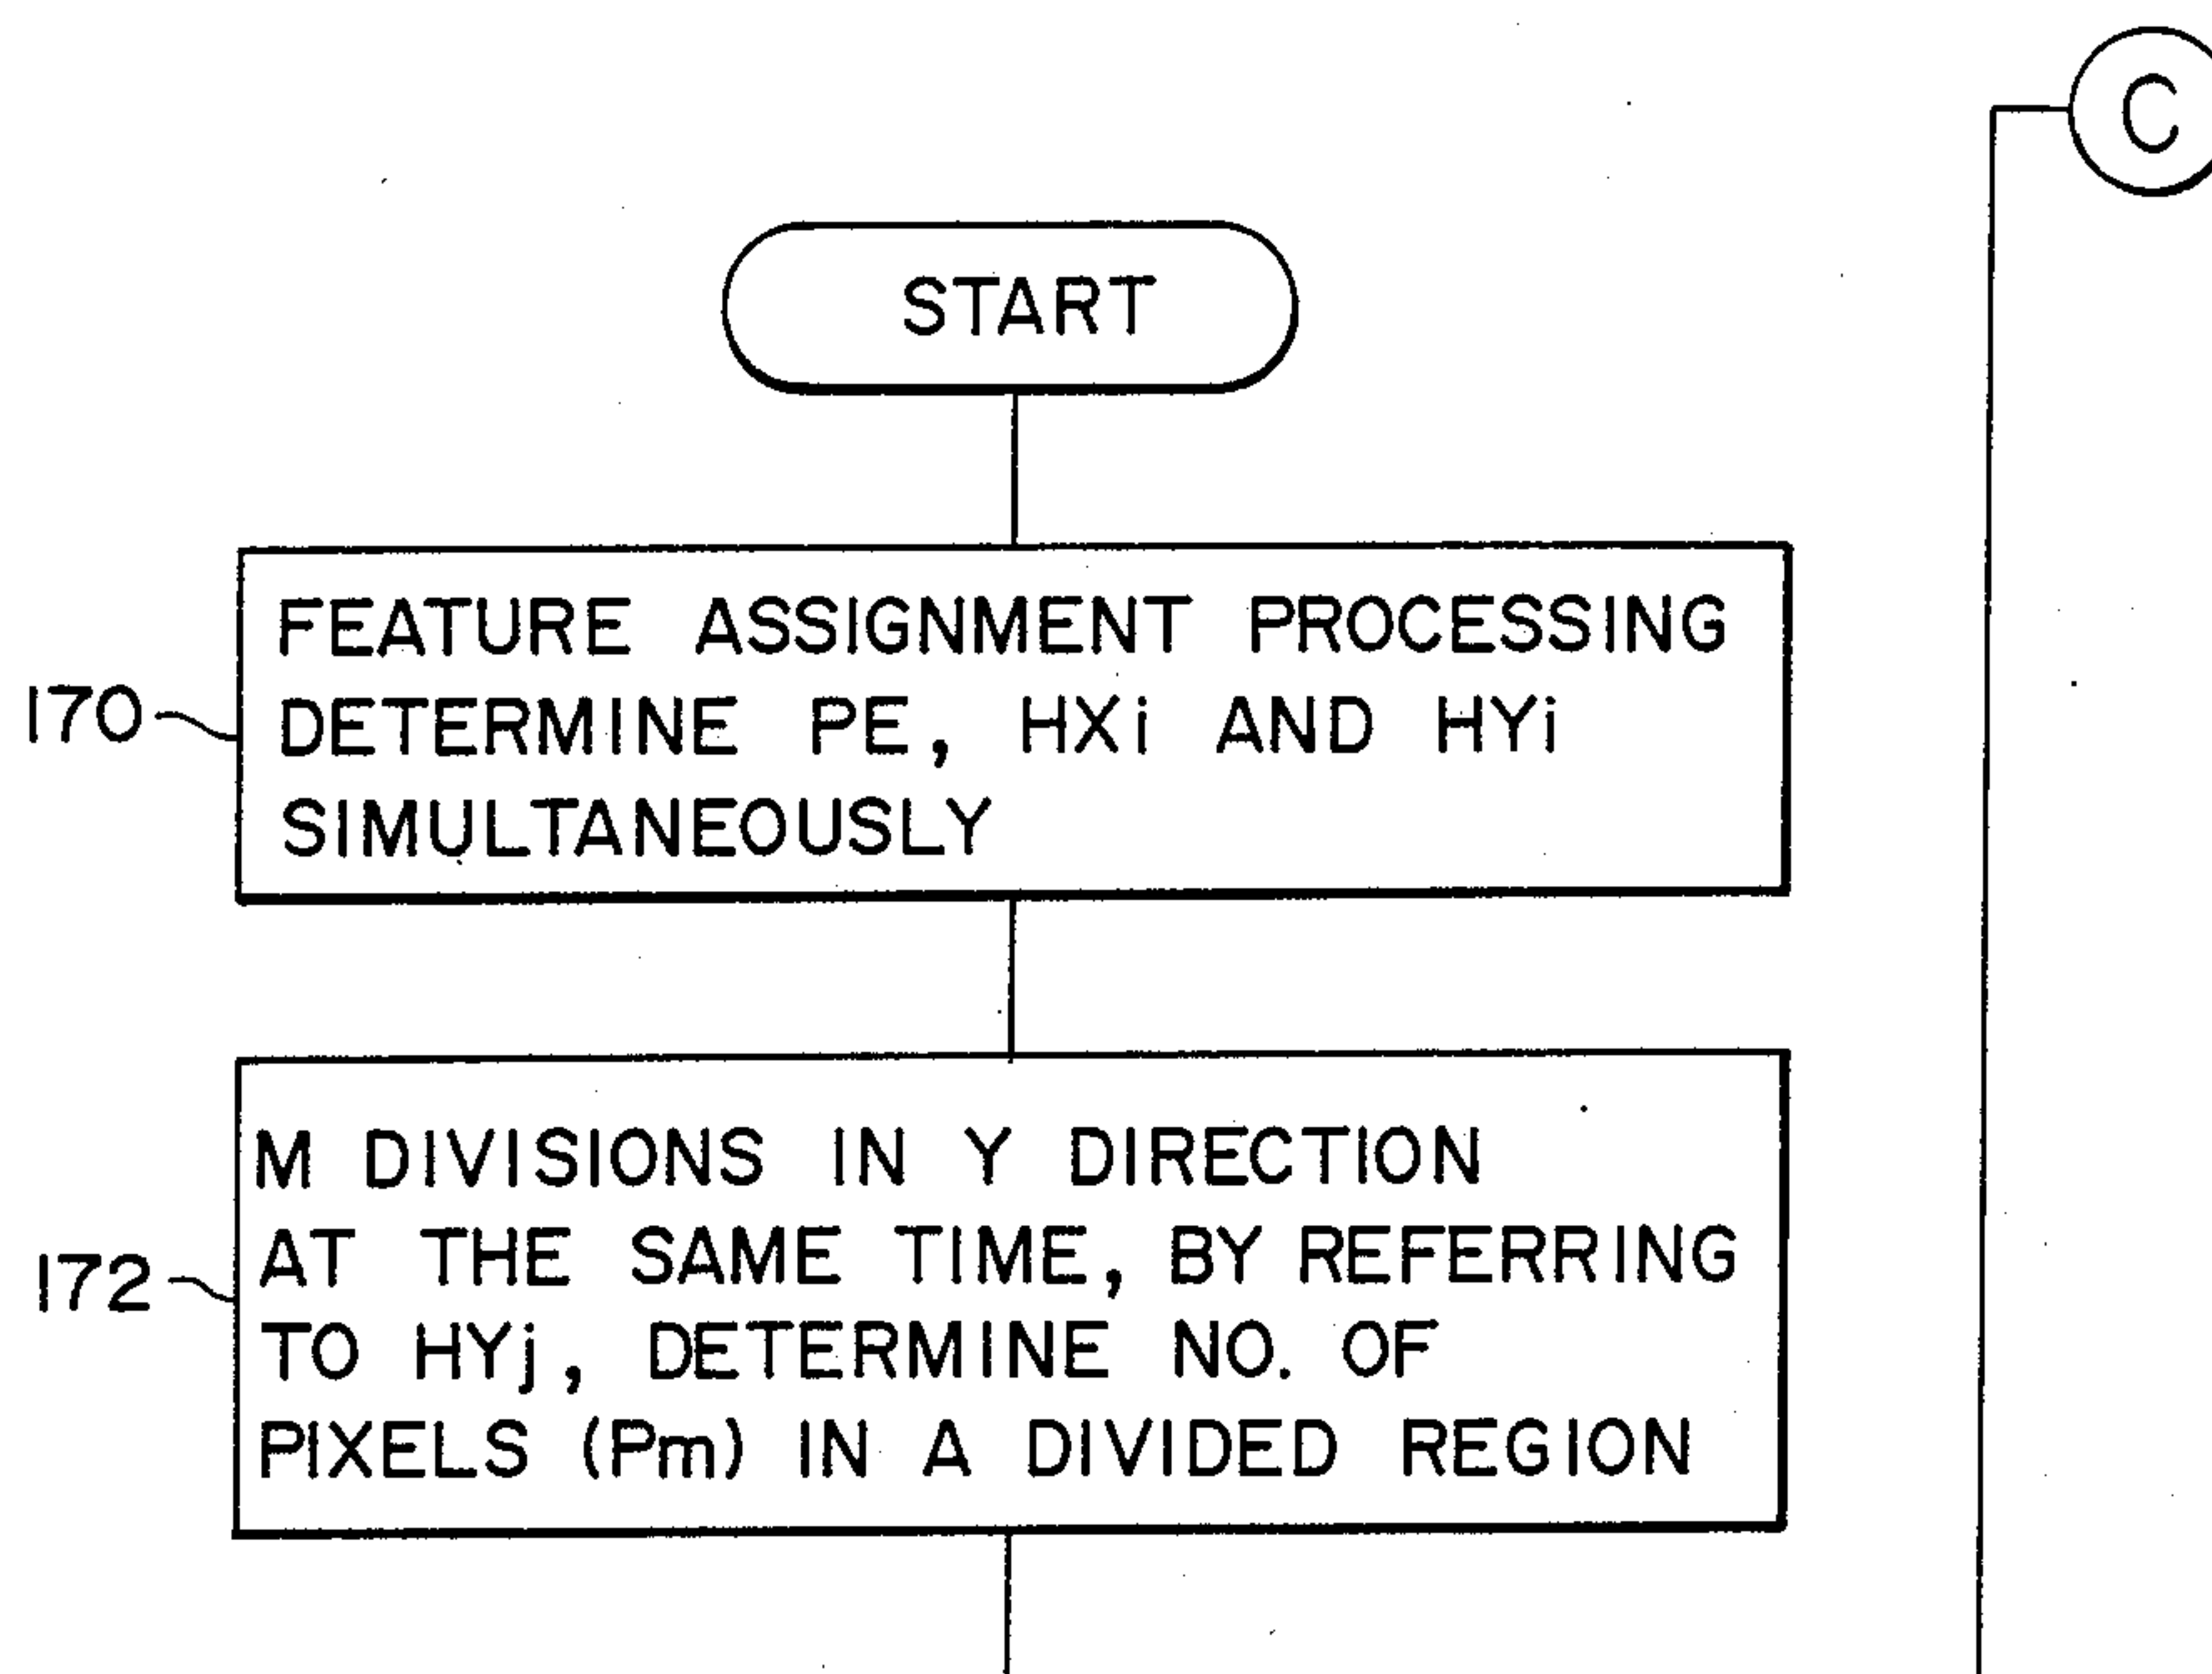 C
START
FEATURE ASSIGNMENT PROCESSING
170
DETERMINE PE, HXi AND HYi
SIMULTANEOUSLY
M DIVISIONS IN Y DIRECTION
AT THE SAME TIME, BY REFERRING
172
TO HYj, DETERMINE NO. OF
PIXELS (Pm) IN A DIVIDED REGION